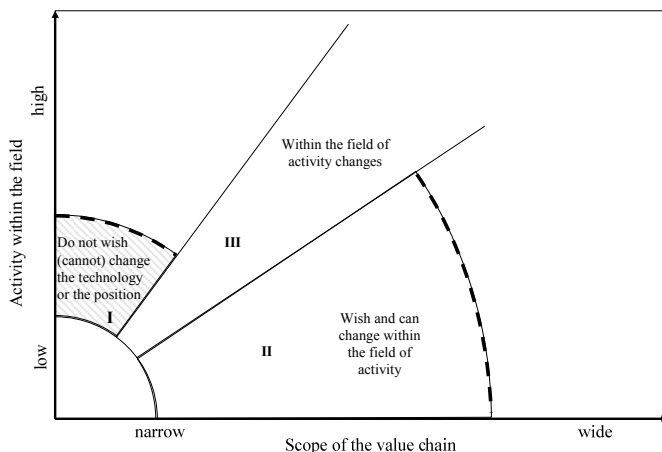 high
Activity within the field
low
Within the field of
activity changes
III
Do not wish
(cannot) change
the technology
or the position
I
Wish and can
change within
the field of
activity
II
narrow
Scope of the value chain
wide